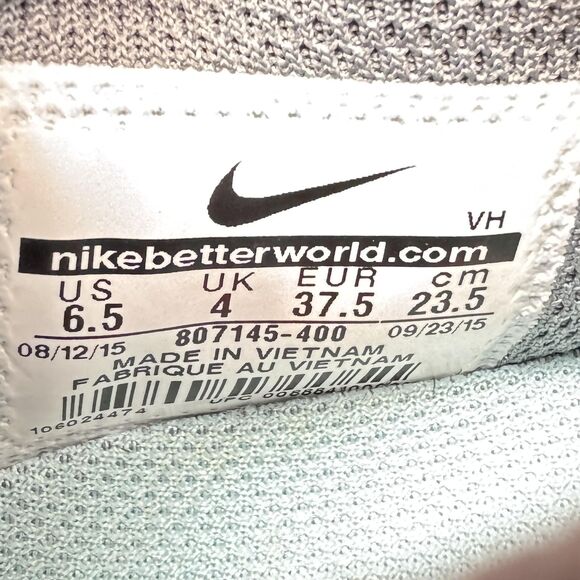 VH
nikebetterworld.com
US UK EUR cm
6.5 4 37.5 23.5
08/12/15 807145-400 09/23/15
MADE IN VIETNAM
FABRIQUE AU VIETNAM
106024474